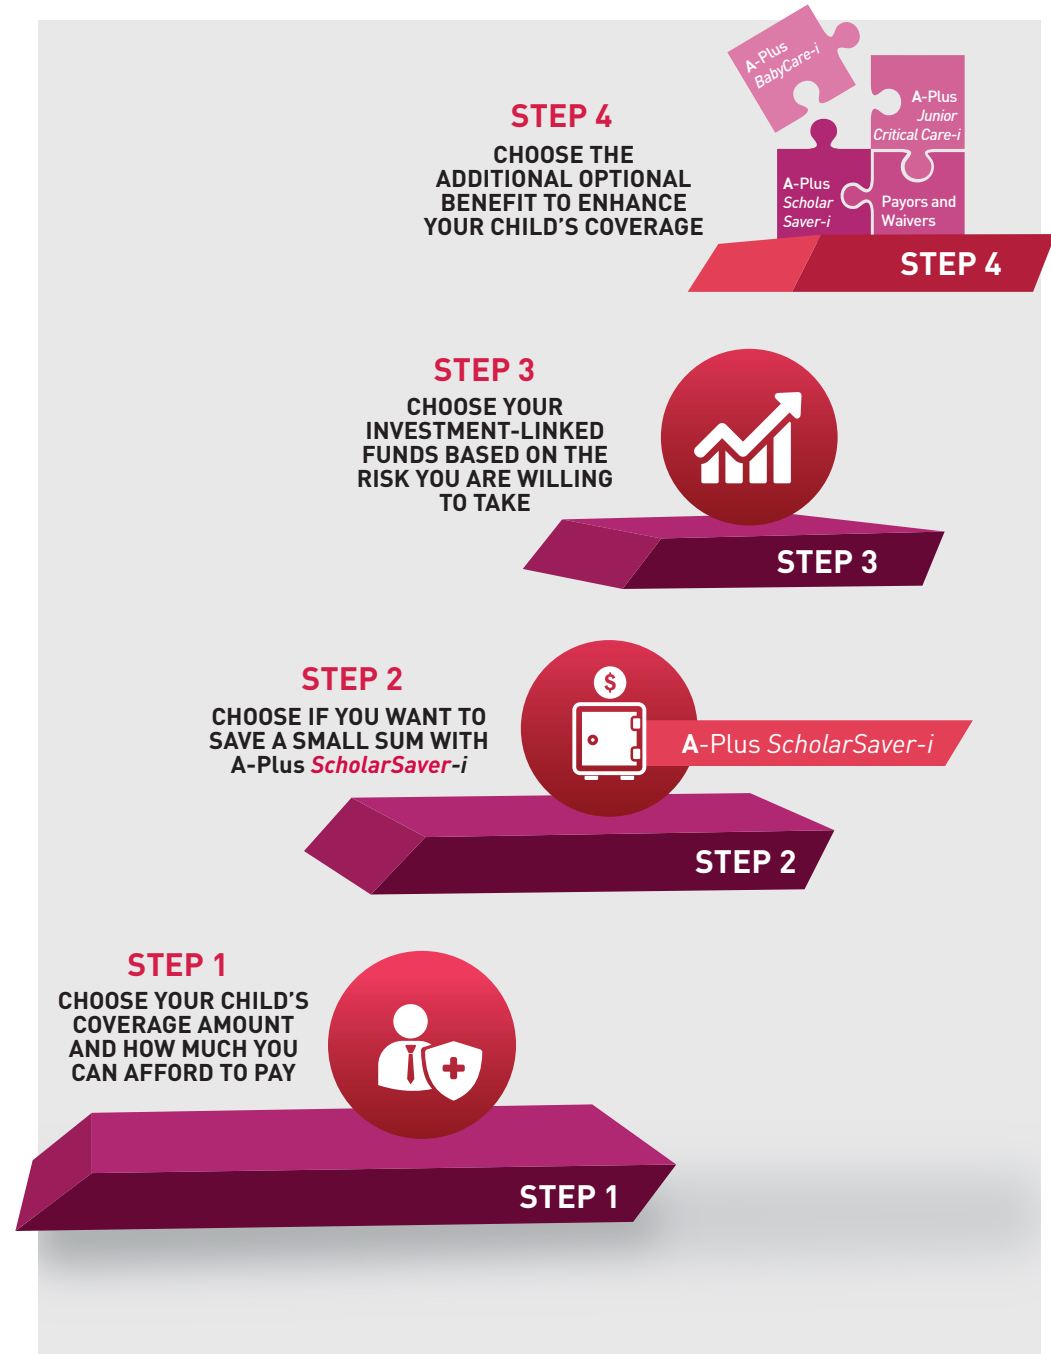 STEP 4
CHOOSE THE
ADDITIONAL OPTIONAL
BENEFIT TO ENHANCE
YOUR CHILD'S COVERAGE
A-Plus
BabyCare-i
A-Plus
Junior
Critical Care-i
A-Plus
Scholar
Saver-i
Payors and
Waivers
STEP 4
STEP 3
CHOOSE YOUR
INVESTMENT-LINKED
FUNDS BASED ON THE
RISK YOU ARE WILLING
TO TAKE
STEP 3
STEP 2
CHOOSE IF YOU WANT TO
SAVE A SMALL SUM WITH
A-Plus ScholarSaver-i
$
A-Plus ScholarSaver-i
STEP 2
STEP 1
CHOOSE YOUR CHILD'S
COVERAGE AMOUNT
AND HOW MUCH YOU
CAN AFFORD TO PAY
STEP 1